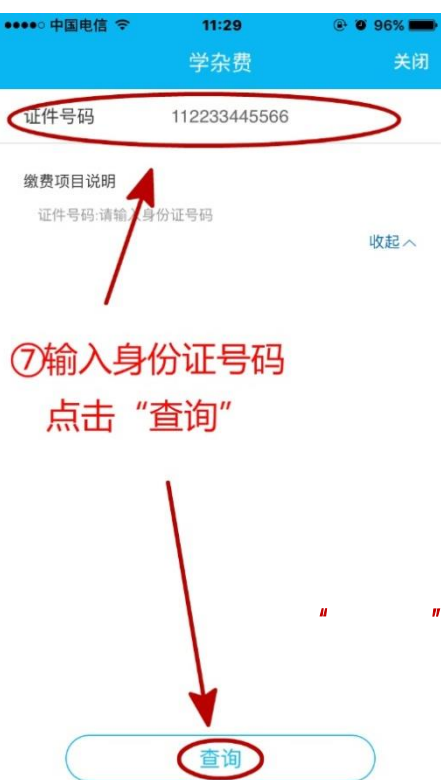 中国电信 11:29 96%
学杂费 关闭
证件号码 112233445566
缴费项目说明
证件号码:请输入身份证号码
收起
⑦输入身份证号码
点击“查询”
“ ”
查询